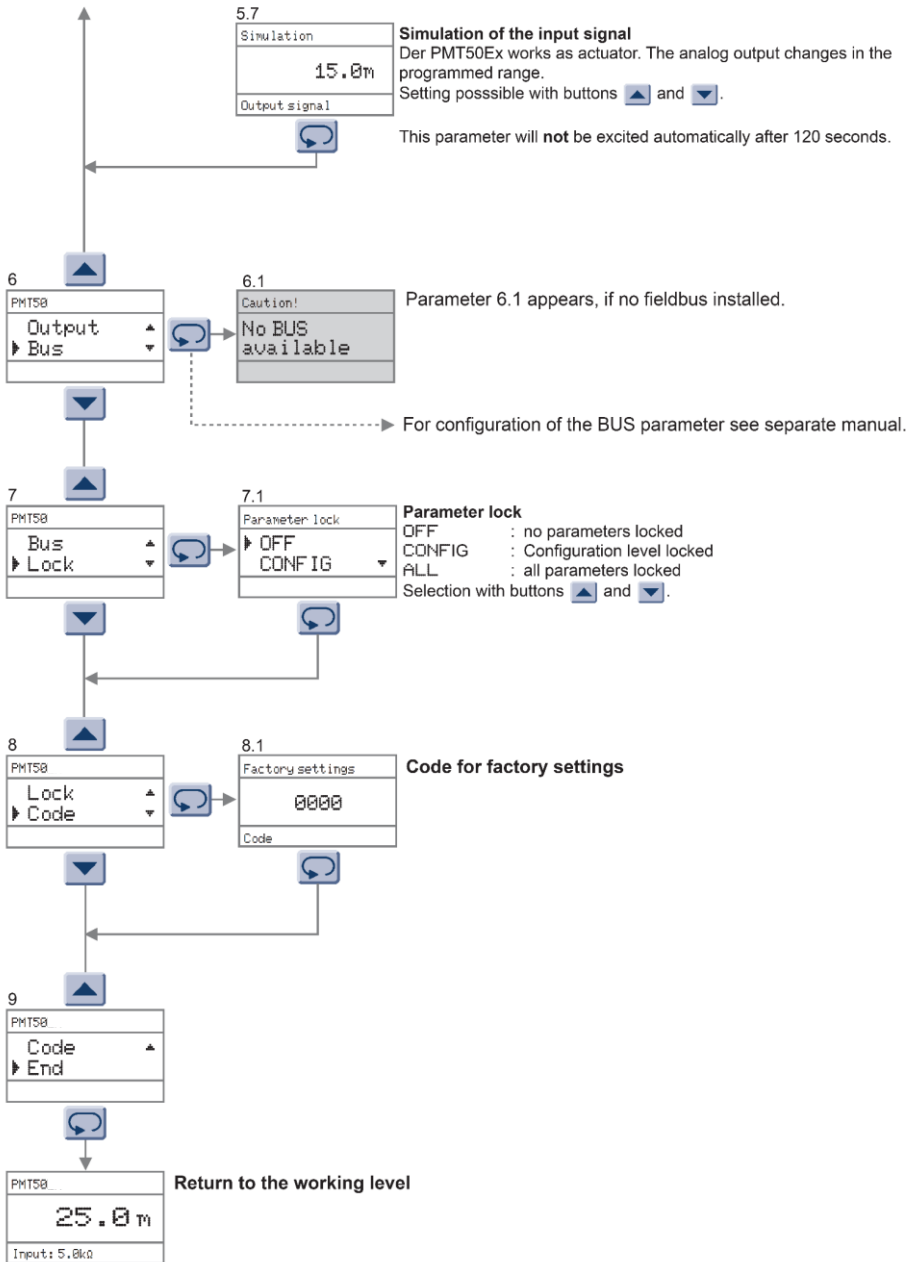 5.7
Simulation
15.0m
Output signal
Simulation of the input signal
Der PMT50Ex works as actuator. The analog output changes in the
programmed range.
Setting posssible with buttons and .
This parameter will not be excited automatically after 120 seconds.
6
PMT50
Output
Bus
6.1
Caution!
No BUS
available
Parameter 6.1 appears, if no fieldbus installed.
For configuration of the BUS parameter see separate manual.
7
PMT50
Bus
Lock
7.1
Parameter lock
OFF
CONFIG
Parameter lock
OFF : no parameters locked
CONFIG : Configuration level locked
ALL : all parameters locked
Selection with buttons and .
8
PMT50
Lock
Code
8.1
Factory settings
0000
Code
Code for factory settings
9
PMT50
Code
End
PMT50
25.0 m
Input: 5.0kΩ
Return to the working level